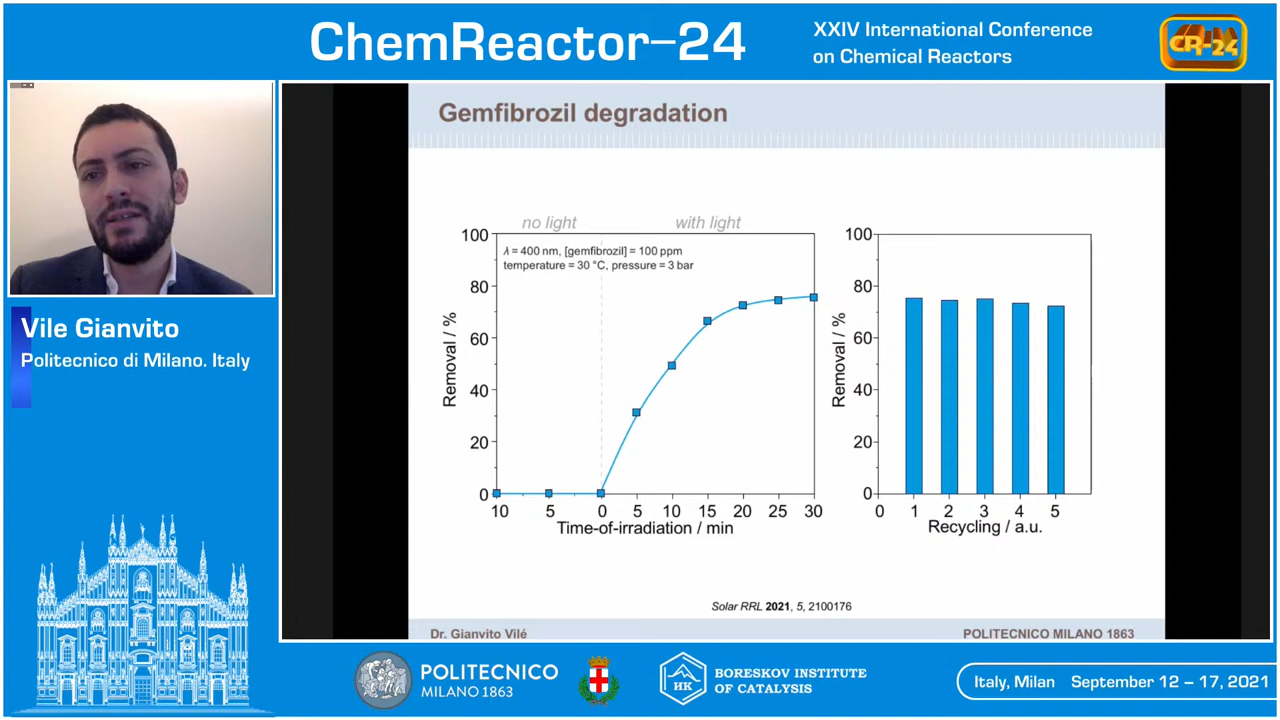 ChemReactor–24
XXIV International Conference
on Chemical Reactors
CR-24
Vile Gianvito
Politecnico di Milano. Italy
Gemfibrozil degradation
no light
with light
λ = 400 nm, [gemfibrozil] = 100 ppm
temperature = 30 °C, pressure = 3 bar
Removal / %
100
80
60
40
20
0
10 5 0 5 10 15 20 25 30
Time-of-irradiation / min
Removal / %
100
80
60
40
20
0
0 1 2 3 4 5
Recycling / a.u.
Solar RRL 2021, 5, 2100176
Dr. Gianvito Vilé
POLITECNICO MILANO 1863
POLITECNICO
MILANO 1863
НК
BORESKOV INSTITUTE
OF CATALYSIS
Italy, Milan September 12 – 17, 2021